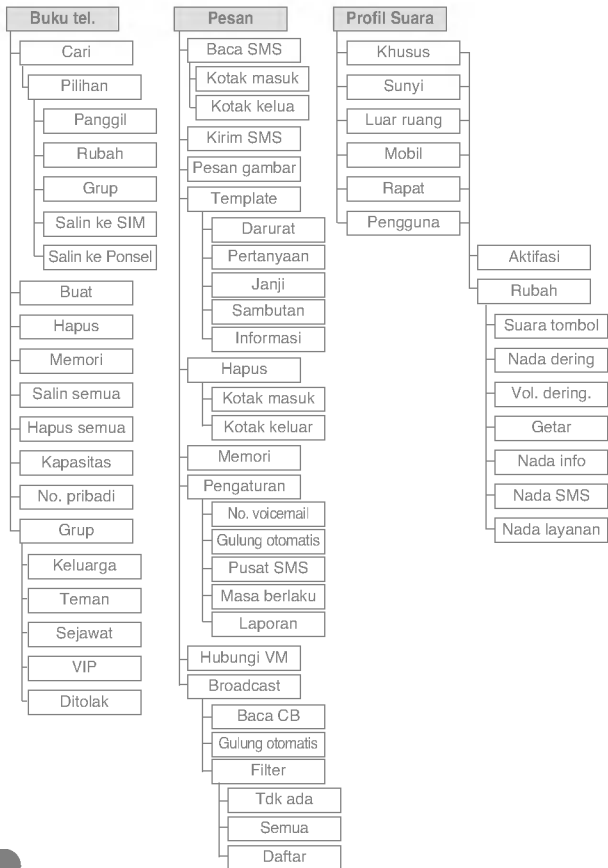 Buku tel.
Cari
Pilihan
Panggil
Rubah
Grup
Salin ke SIM
Salin ke Ponsel
Buat
Hapus
Memori
Salin semua
Hapus semua
Kapasitas
No. pribadi
Grup
Keluarga
Teman
Sejawat
VIP
Ditolak
Pesan
Baca SMS
Kotak masuk
Kotak kelua
Kirim SMS
Pesan gambar
Template
Darurat
Pertanyaan
Janji
Sambutan
Informasi
Hapus
Kotak masuk
Kotak keluar
Memori
Pengaturan
No. voicemail
Gulung otomatis
Pusat SMS
Masa berlaku
Laporan
Hubungi VM
Broadcast
Baca CB
Gulung otomatis
Filter
Tdk ada
Semua
Daftar
Profil Suara
Khusus
Sunyi
Luar ruang
Mobil
Rapat
Pengguna
Aktifasi
Rubah
Suara tombol
Nada dering
Vol. dering.
Getar
Nada info
Nada SMS
Nada layanan